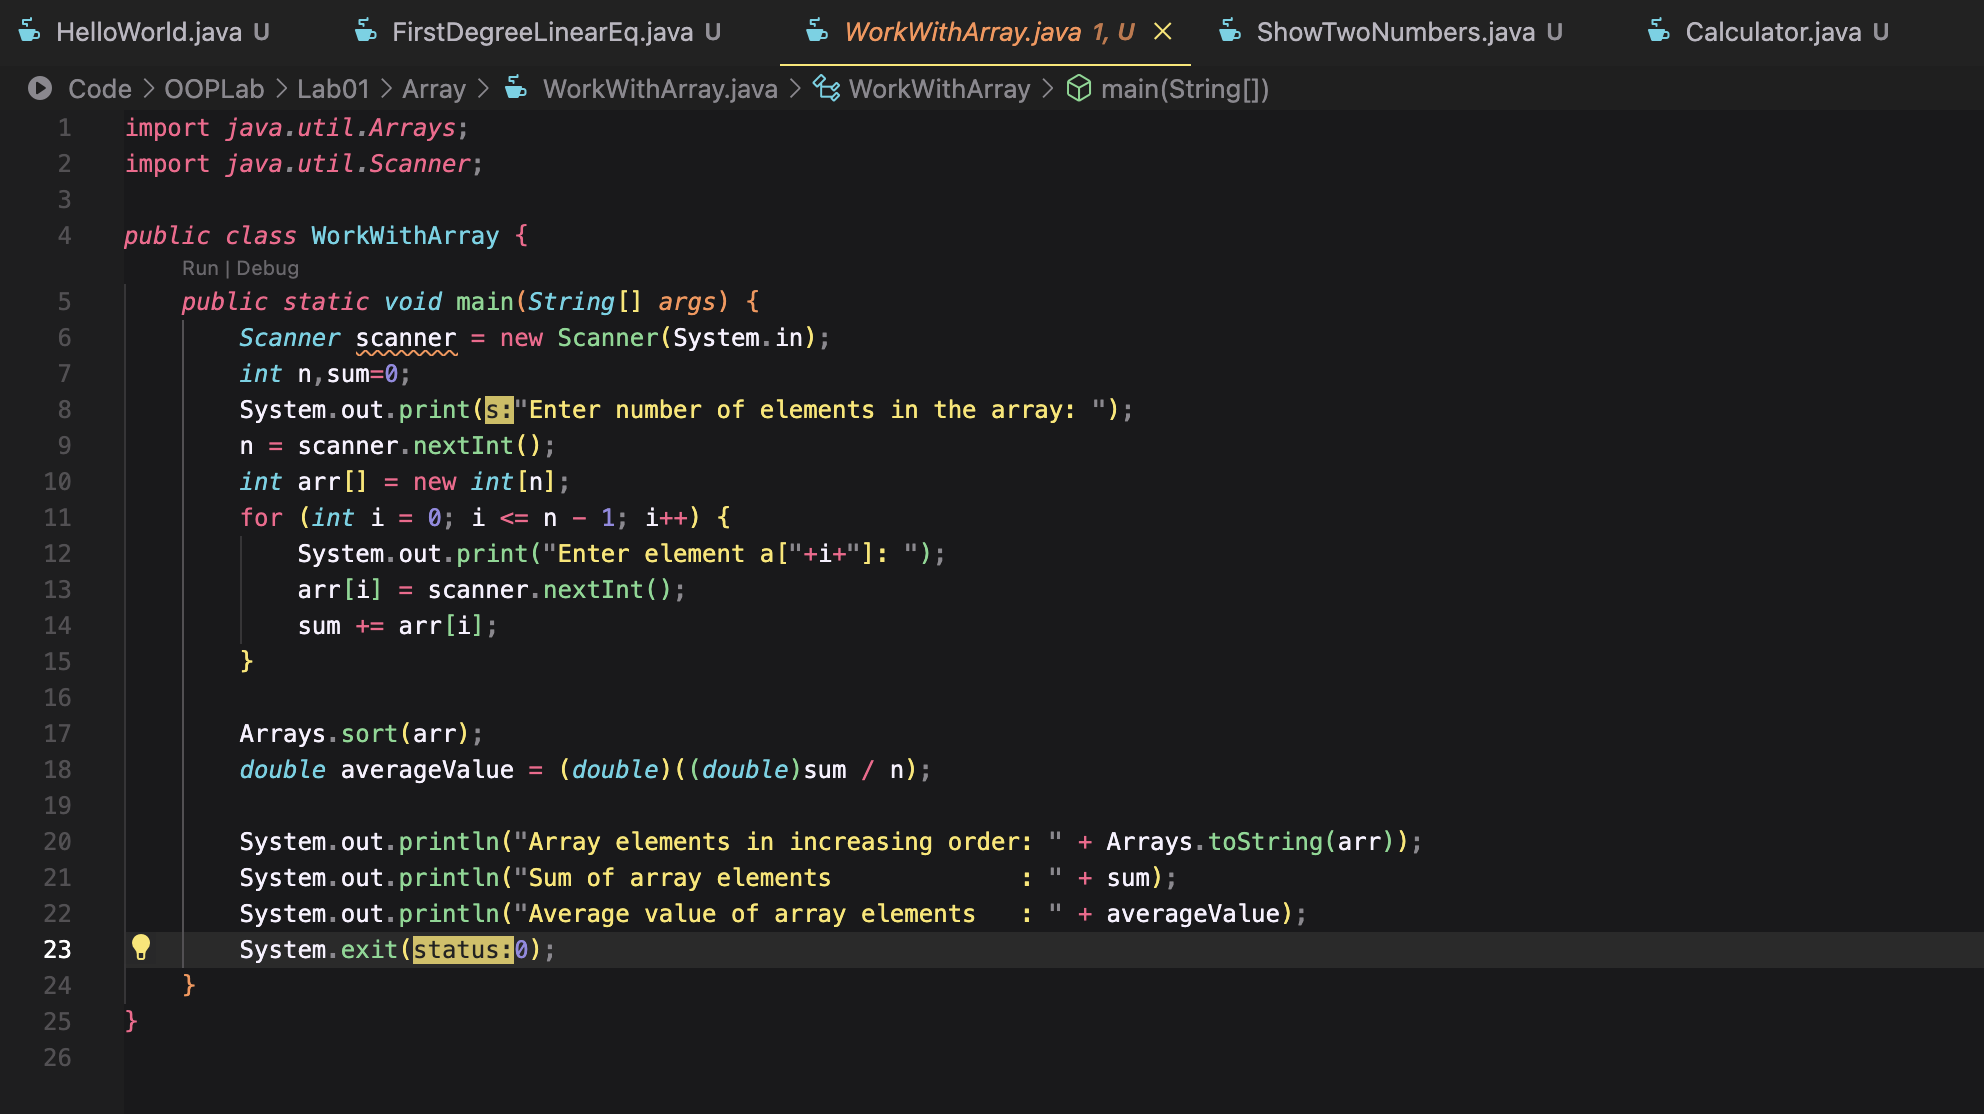 HelloWorld.java U FirstDegreeLinearEq.java U WorkWithArray.java 1, U ShowTwoNumbers.java U Calculator.java U
Code > OOPLab > Lab01 > Array > WorkWithArray.java > WorkWithArray > main(String[])
1 import java.util.Arrays;
2 import java.util.Scanner;
3
4 public class WorkWithArray {
Run | Debug
5 public static void main(String[] args) {
6 Scanner scanner = new Scanner(System.in);
7 int n,sum=0;
8 System.out.print(s:"Enter number of elements in the array: ");
9 n = scanner.nextInt();
10 int arr[] = new int[n];
11 for (int i = 0; i <= n - 1; i++) {
12 System.out.print("Enter element a["+i+"]: ");
13 arr[i] = scanner.nextInt();
14 sum += arr[i];
15 }
16
17 Arrays.sort(arr);
18 double averageValue = (double)((double)sum / n);
19
20 System.out.println("Array elements in increasing order: " + Arrays.toString(arr));
21 System.out.println("Sum of array elements             : " + sum);
22 System.out.println("Average value of array elements   : " + averageValue);
23 System.exit(status:0);
24 }
25 }
26